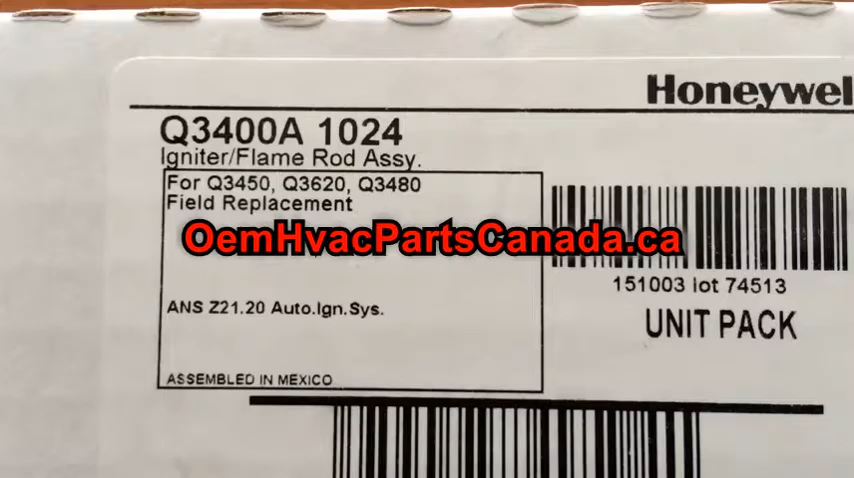 Honeywel
Q3400A 1024
Igniter/Flame Rod Assy.
For Q3450, Q3620, Q3480
Field Replacement
OemHvacPartsCanada.ca
151003 lot 74513
ANS Z21.20 Auto.Ign.Sys.
UNIT PACK
ASSEMBLED IN MEXICO